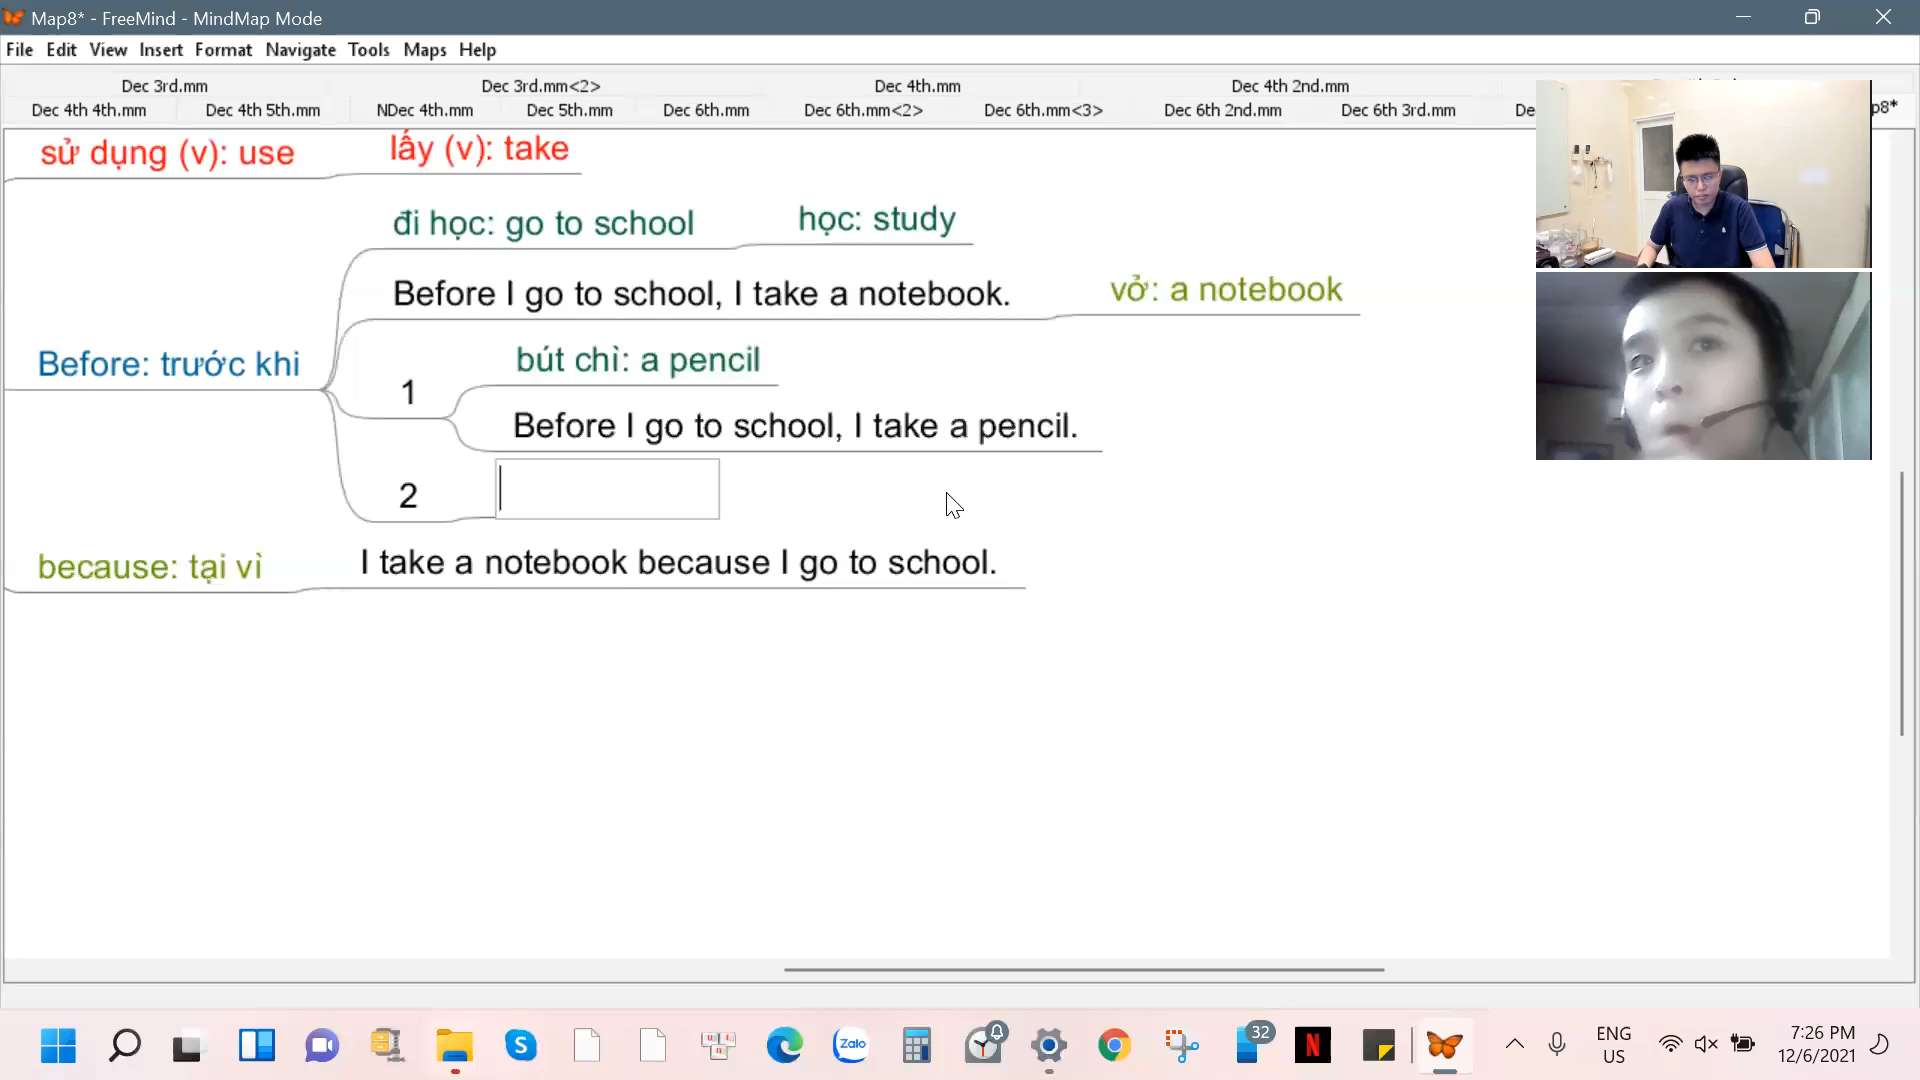 Map8* - FreeMind - MindMap Mode
File Edit View Insert Format Navigate Tools Maps Help
Dec 3rd.mm Dec 3rd.mm<2> Dec 4th.mm Dec 4th 2nd.mm
Dec 4th 4th.mm Dec 4th 5th.mm NDec 4th.mm Dec 5th.mm Dec 6th.mm Dec 6th.mm<2> Dec 6th.mm<3> Dec 6th 2nd.mm Dec 6th 3rd.mm De p8*
sử dụng (v): use lấy (v): take
đi học: go to school học: study
Before I go to school, I take a notebook. vở: a notebook
Before: trước khi
bút chì: a pencil
1
Before I go to school, I take a pencil.
2
because: tại vì I take a notebook because I go to school.
Zalo
32
N
ENG
US
7:26 PM
12/6/2021